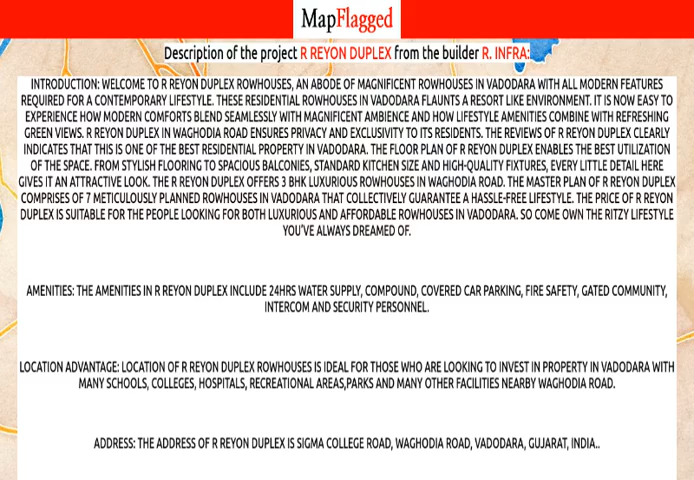 MapFlagged
Description of the project R REYON DUPLEX from the builder R. INFRA:
INTRODUCTION: WELCOME TO R REYON DUPLEX ROWHOUSES, AN ABODE OF MAGNIFICENT ROWHOUSES IN VADODARA WITH ALL MODERN FEATURES
REQUIRED FOR A CONTEMPORARY LIFESTYLE. THESE RESIDENTIAL ROWHOUSES IN VADODARA FLAUNTS A RESORT LIKE ENVIRONMENT. IT IS NOW EASY TO
EXPERIENCE HOW MODERN COMFORTS BLEND SEAMLESSLY WITH MAGNIFICENT AMBIENCE AND HOW LIFESTYLE AMENITIES COMBINE WITH REFRESHING
GREEN VIEWS. R REYON DUPLEX IN WAGHODIA ROAD ENSURES PRIVACY AND EXCLUSIVITY TO ITS RESIDENTS. THE REVIEWS OF R REYON DUPLEX CLEARLY
INDICATES THAT THIS IS ONE OF THE BEST RESIDENTIAL PROPERTY IN VADODARA. THE FLOOR PLAN OF R REYON DUPLEX ENABLES THE BEST UTILIZATION
OF THE SPACE. FROM STYLISH FLOORING TO SPACIOUS BALCONIES, STANDARD KITCHEN SIZE AND HIGH-QUALITY FIXTURES, EVERY LITTLE DETAIL HERE
GIVES IT AN ATTRACTIVE LOOK. THE R REYON DUPLEX OFFERS 3 BHK LUXURIOUS ROWHOUSES IN WAGHODIA ROAD. THE MASTER PLAN OF R REYON DUPLEX
COMPRISES OF 7 METICULOUSLY PLANNED ROWHOUSES IN VADODARA THAT COLLECTIVELY GUARANTEE A HASSLE-FREE LIFESTYLE. THE PRICE OF R REYON
DUPLEX IS SUITABLE FOR THE PEOPLE LOOKING FOR BOTH LUXURIOUS AND AFFORDABLE ROWHOUSES IN VADODARA. SO COME OWN THE RITZY LIFESTYLE
YOU'VE ALWAYS DREAMED OF.
AMENITIES: THE AMENITIES IN R REYON DUPLEX INCLUDE 24HRS WATER SUPPLY, COMPOUND, COVERED CAR PARKING, FIRE SAFETY, GATED COMMUNITY,
INTERCOM AND SECURITY PERSONNEL.
LOCATION ADVANTAGE: LOCATION OF R REYON DUPLEX ROWHOUSES IS IDEAL FOR THOSE WHO ARE LOOKING TO INVEST IN PROPERTY IN VADODARA WITH
MANY SCHOOLS, COLLEGES, HOSPITALS, RECREATIONAL AREAS,PARKS AND MANY OTHER FACILITIES NEARBY WAGHODIA ROAD.
ADDRESS: THE ADDRESS OF R REYON DUPLEX IS SIGMA COLLEGE ROAD, WAGHODIA ROAD, VADODARA, GUJARAT, INDIA..